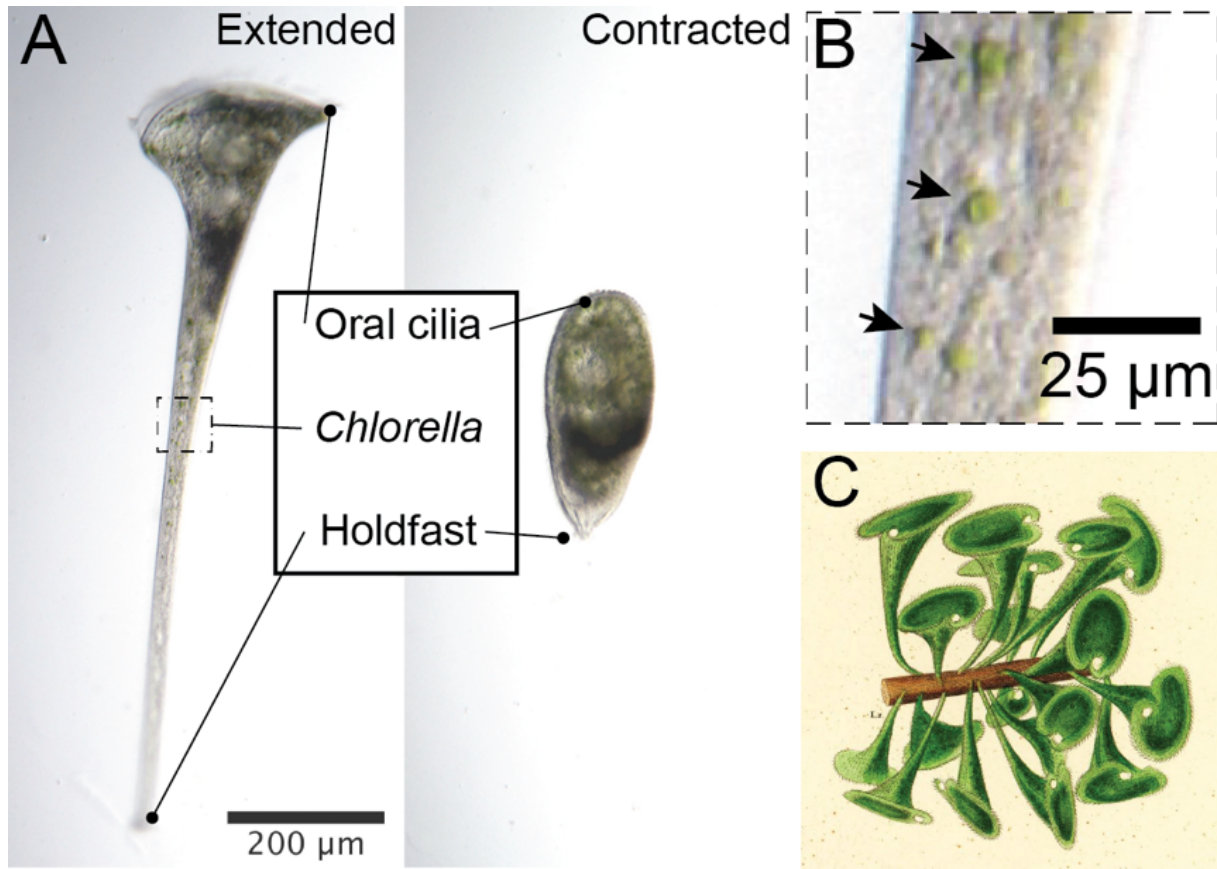 A
Extended
Contracted
Oral cilia
Chlorella
Holdfast
200 µm
B
25 µm
C